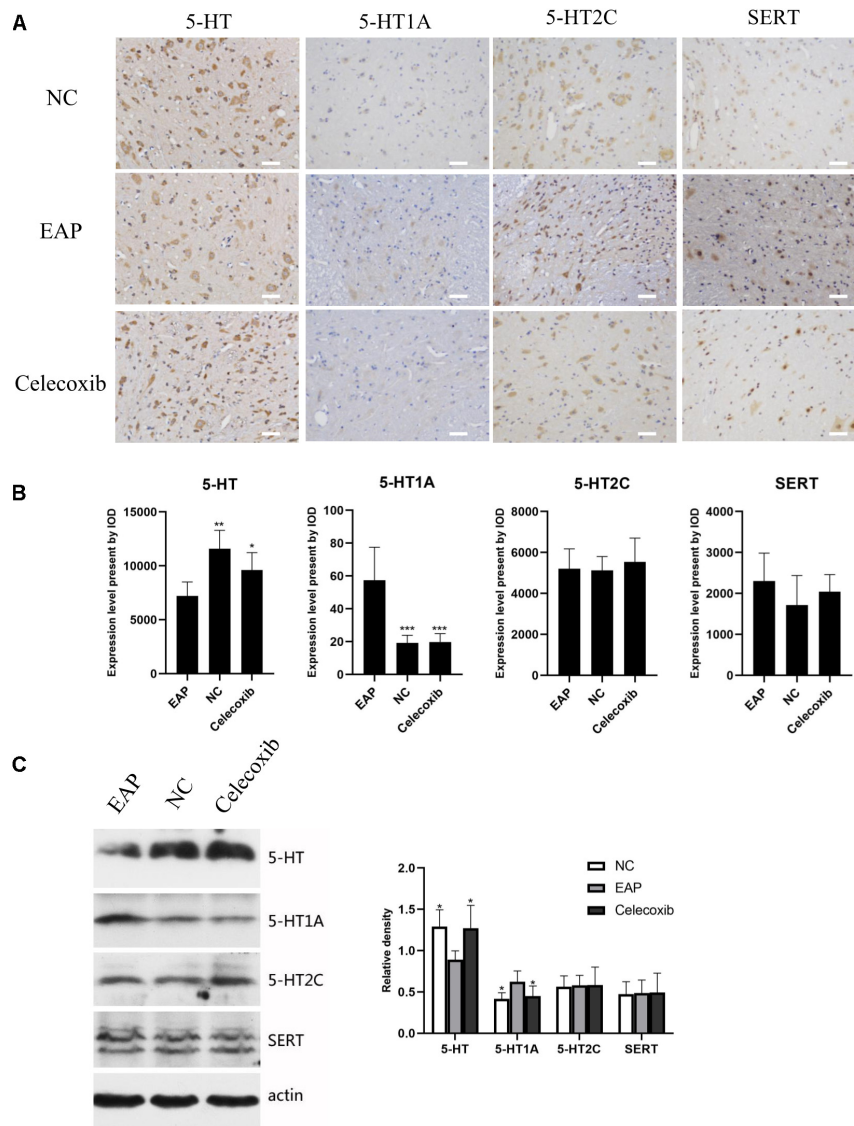 A
5-HT 5-HT1A 5-HT2C SERT
NC
EAP
Celecoxib
B
5-HT
Expression level present by IOD
15000
10000
5000
0
**
*
EAP NC Celecoxib
5-HT1A
Expression level present by IOD
100
80
60
40
20
0
*** ***
EAP NC Celecoxib
5-HT2C
Expression level present by IOD
8000
6000
4000
2000
0
EAP NC Celecoxib
SERT
Expression level present by IOD
4000
3000
2000
1000
0
EAP NC Celecoxib
C
EAP NC Celecoxib
5-HT
5-HT1A
5-HT2C
SERT
actin
Relative density
2.0
1.5
1.0
0.5
0.0
NC
EAP
Celecoxib
* *
* *
5-HT 5-HT1A 5-HT2C SERT